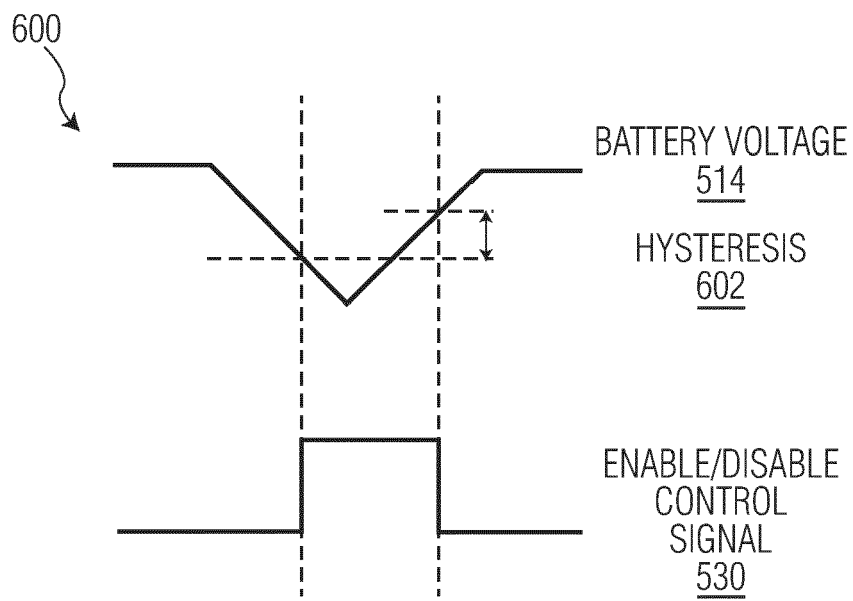 600
BATTERY VOLTAGE
514
HYSTERESIS
602
ENABLE/DISABLE
CONTROL
SIGNAL
530